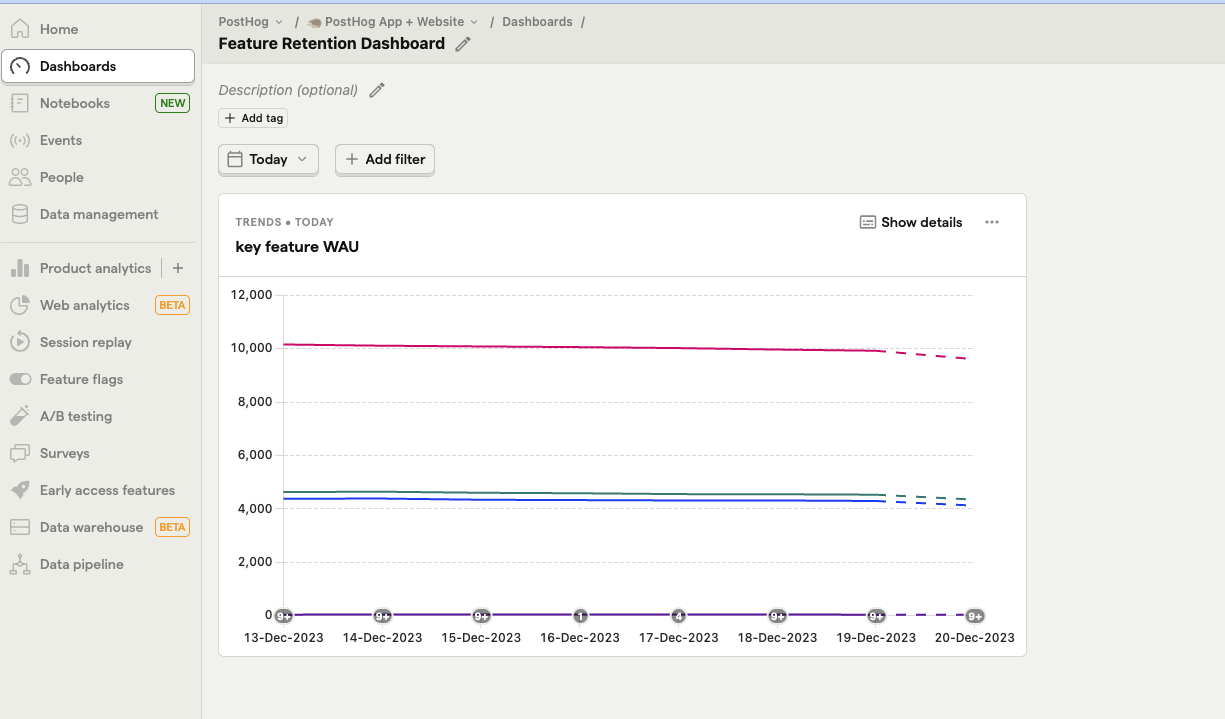 Home
Dashboards
Notebooks NEW
Events
People
Data management
Product analytics
Web analytics BETA
Session replay
Feature flags
A/B testing
Surveys
Early access features
Data warehouse BETA
Data pipeline
PostHog / PostHog App + Website / Dashboards /
Feature Retention Dashboard
Description (optional)
+ Add tag
Today
+ Add filter
TRENDS • TODAY
Show details
key feature WAU
12,000
10,000
8,000
6,000
4,000
2,000
0
9+ 9+ 9+ 1 4 9+ 9+ 9+
13-Dec-2023 14-Dec-2023 15-Dec-2023 16-Dec-2023 17-Dec-2023 18-Dec-2023 19-Dec-2023 20-Dec-2023